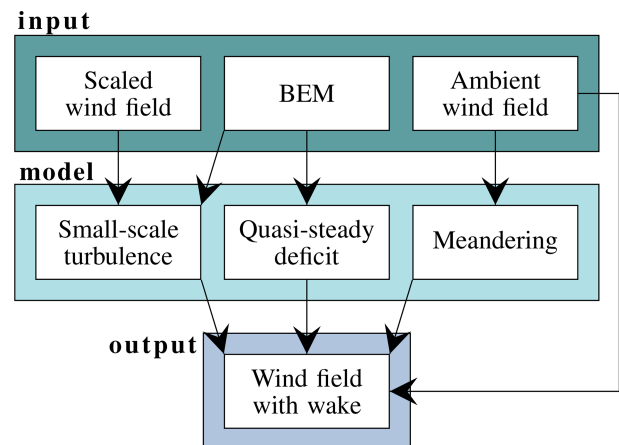 input
Scaled
wind field
BEM
Ambient
wind field
model
Small-scale
turbulence
Quasi-steady
deficit
Meandering
output
Wind field
with wake